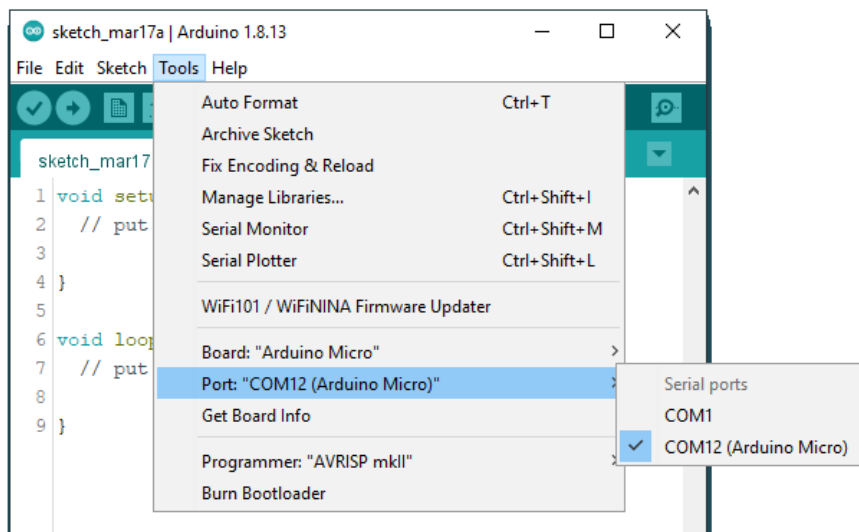 sketch_mar17a | Arduino 1.8.13
File Edit Sketch Tools Help
sketch_mar17
Auto Format Ctrl+T
Archive Sketch
Fix Encoding & Reload
Manage Libraries... Ctrl+Shift+I
Serial Monitor Ctrl+Shift+M
Serial Plotter Ctrl+Shift+L
WiFi101 / WiFiNINA Firmware Updater
Board: "Arduino Micro"
Port: "COM12 (Arduino Micro)"
Get Board Info
Programmer: "AVRISP mkII"
Burn Bootloader
Serial ports
COM1
COM12 (Arduino Micro)
1 void setu
2 // put
3
4 }
5
6 void loop
7 // put
8
9 }